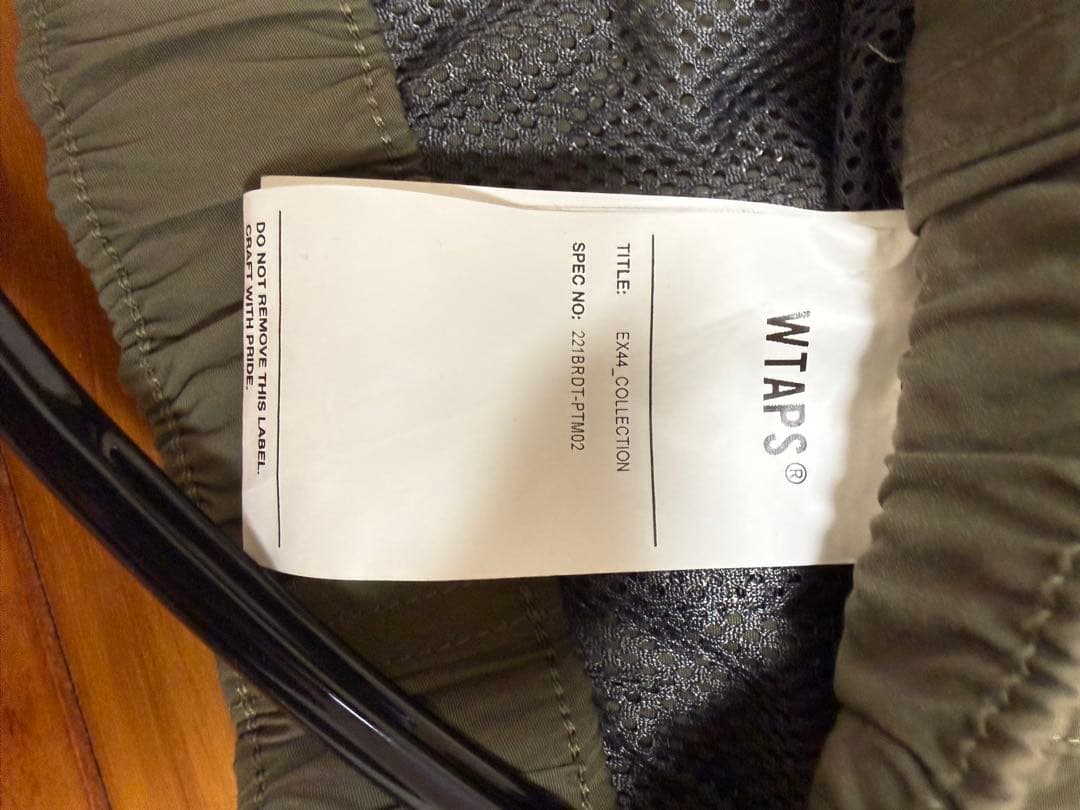 WTAPS®
TITLE: EX44_COLLECTION
SPEC NO: 221BRDT-PTM02
DO NOT REMOVE THIS LABEL.
CRAFT WITH PRIDE.